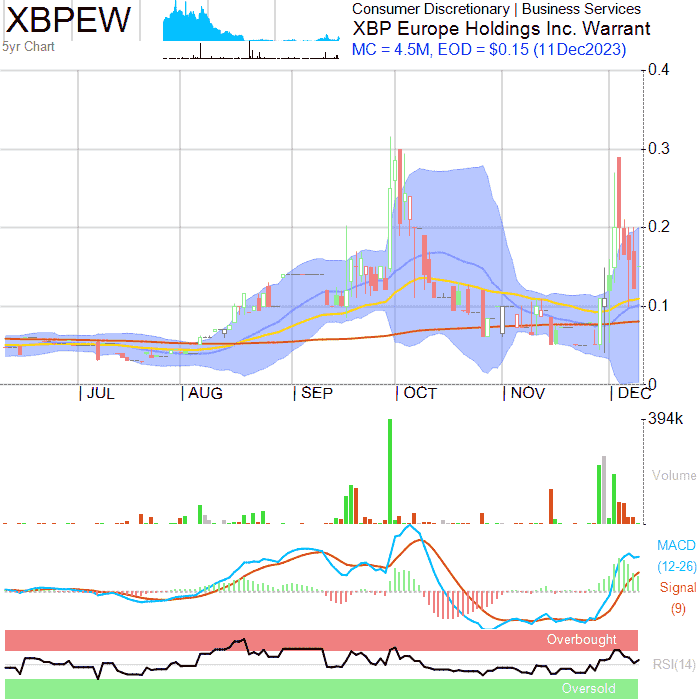 XBPEW
5yr Chart
Consumer Discretionary | Business Services
XBP Europe Holdings Inc. Warrant
MC = 4.5M, EOD = $0.15 (11Dec2023)
0.4
0.3
0.2
0.1
0
JUL AUG SEP OCT NOV DEC
394k
Volume
MACD
(12-26)
Signal
(9)
Overbought
RSI(14)
Oversold